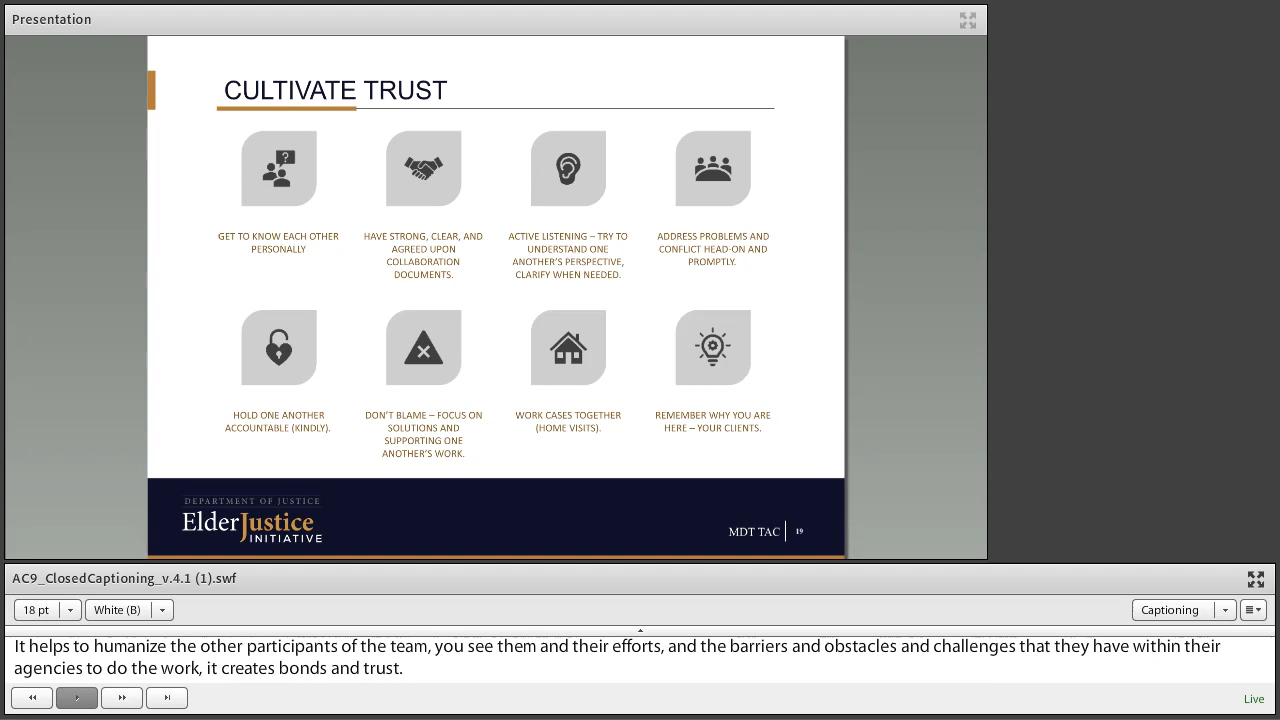 Presentation
CULTIVATE TRUST
?
GET TO KNOW EACH OTHER
PERSONALLY
HAVE STRONG, CLEAR, AND
AGREED UPON
COLLABORATION
DOCUMENTS.
ACTIVE LISTENING – TRY TO
UNDERSTAND ONE
ANOTHER'S PERSPECTIVE,
CLARIFY WHEN NEEDED.
ADDRESS PROBLEMS AND
CONFLICT HEAD-ON AND
PROMPTLY.
HOLD ONE ANOTHER
ACCOUNTABLE (KINDLY).
DON'T BLAME – FOCUS ON
SOLUTIONS AND
SUPPORTING ONE
ANOTHER'S WORK.
WORK CASES TOGETHER
(HOME VISITS).
REMEMBER WHY YOU ARE
HERE – YOUR CLIENTS.
DEPARTMENT OF JUSTICE
ElderJustice
INITIATIVE
MDT TAC 19
AC9_ClosedCaptioning_v.4.1 (1).swf
18 pt White (B) Captioning
It helps to humanize the other participants of the team, you see them and their efforts, and the barriers and obstacles and challenges that they have within their
agencies to do the work, it creates bonds and trust.
Live